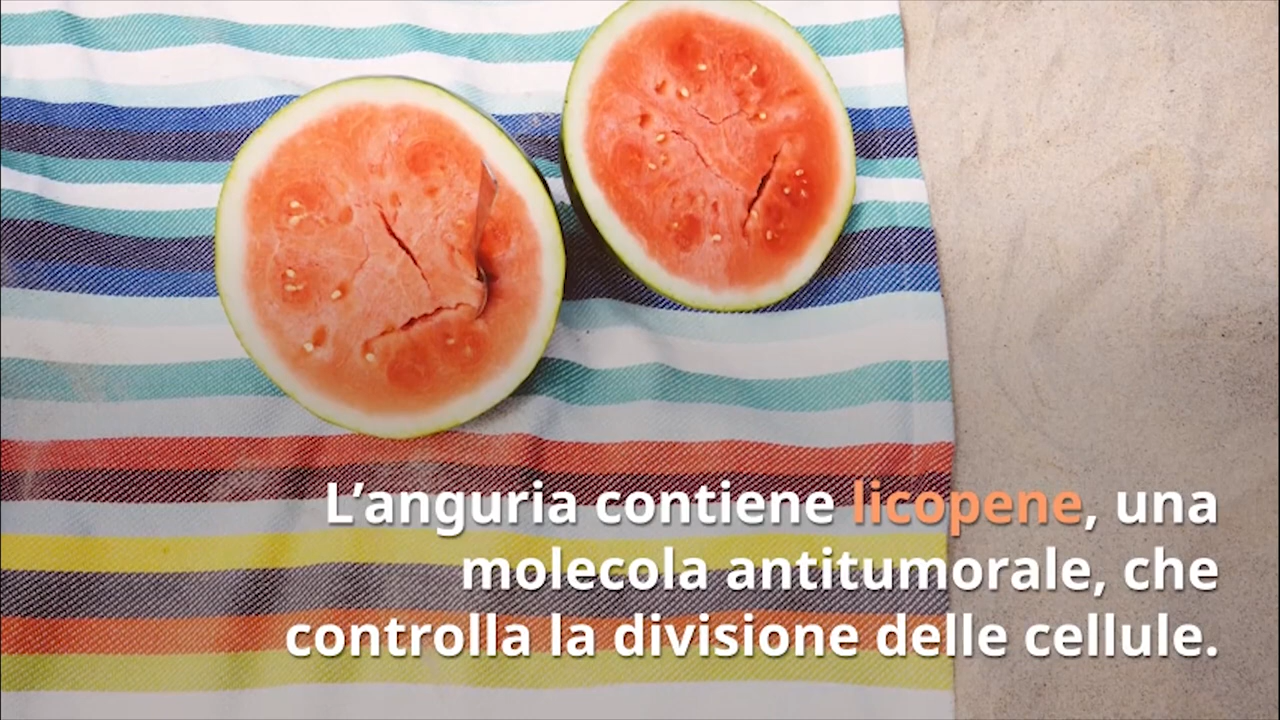 L’anguria contiene licopene, una
molecola antitumorale, che
controlla la divisione delle cellule.